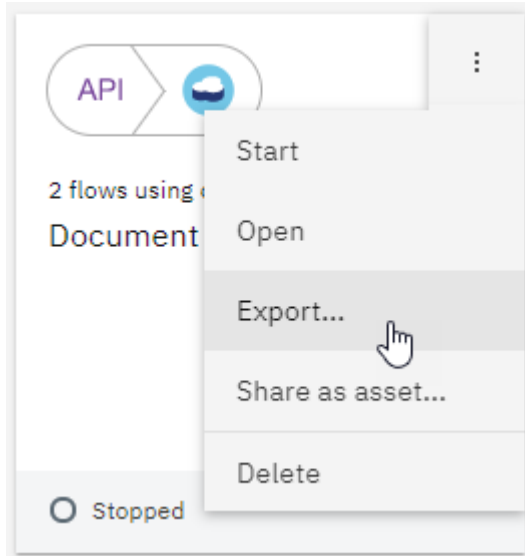 API
Start
2 flows using
Document
Open
Export...
Share as asset...
Delete
Stopped